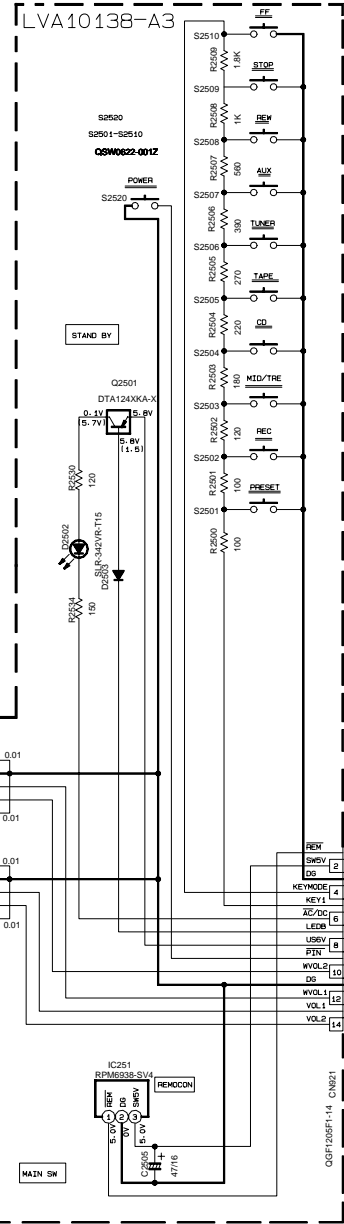 LVA10138-A3
S2520
S2501-S2510
QSW0622-001Z
POWER
S2520
FF
S2510
R2509
1.8K
STOP
S2509
R2508
1K
REW
S2508
R2507
560
AUX
S2507
R2506
390
TUNER
S2506
R2505
270
TAPE
S2505
R2504
220
CD
S2504
R2503
180
MID/TRE
S2503
R2502
120
REC
S2502
R2501
100
PRESET
S2501
R2500
100
STAND BY
Q2501
DTA124XKA-X
0.1V
(5.7V)
5.8V
5.8V
(1.5)
R2530
120
D2502
SLR-342VR-T15
D2503
R2534
150
0.01
0.01
0.01
0.01
REM
SW5V
2
DG
KEYMODE
4
KEY1
AC/DC
6
LEDB
US6V
8
PIN
WVOL2
10
DG
WVOL1
12
VOL1
VOL2
14
QGF1205F1-14 CN921
IC251
RPM6938-SV4
REMOCON
REM
DG
SW5V
1 2 3
5.0V
0V
5.0V
C2505
+
47/16
MAIN SW